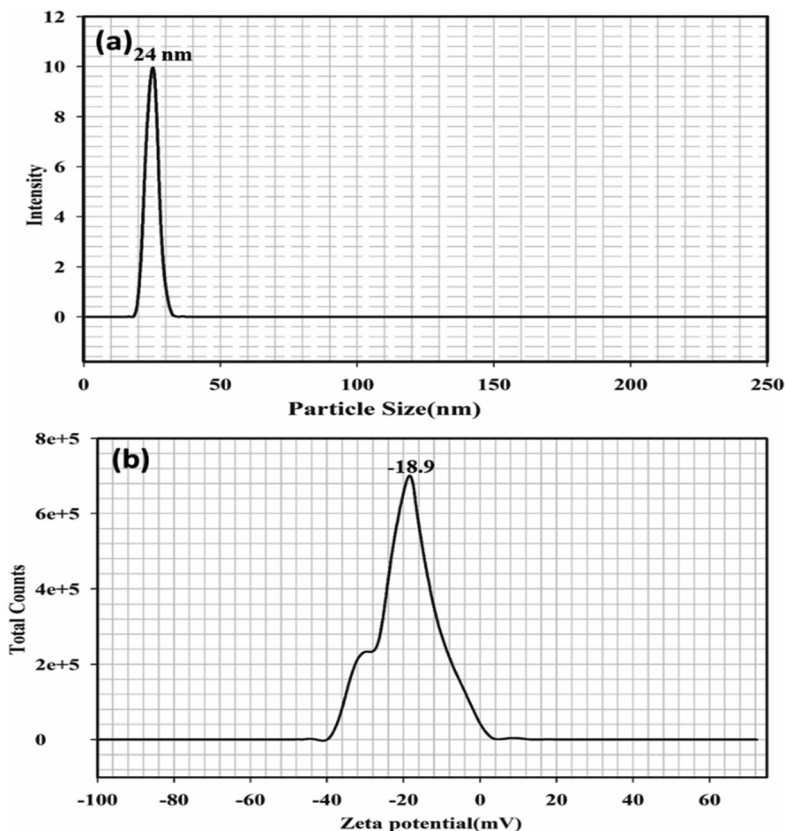 12
(a)
24 nm
10
8
6
4
2
0
Intensity
0 50 100 150 200 250
Particle Size(nm)
8e+5
(b)
-18.9
6e+5
4e+5
2e+5
0
Total Counts
-100 -80 -60 -40 -20 0 20 40 60
Zeta potential(mV)